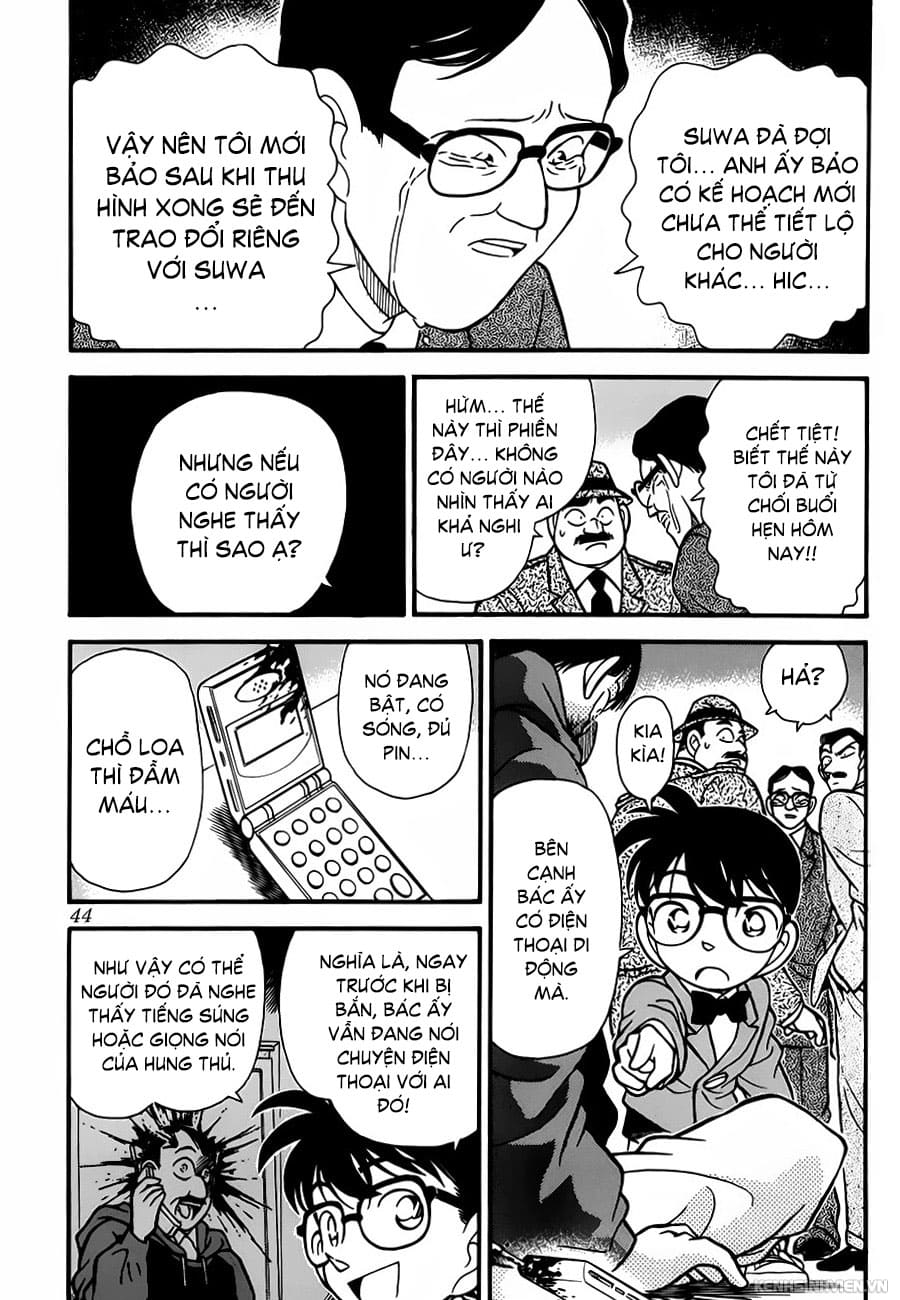 SUWA ĐÃ ĐỢI
TÔI... ANH ẤY BẢO
CÓ KẾ HOẠCH MỚI
CHƯA THỂ TIẾT LỘ
CHO NGƯỜI
KHÁC... HIC...
VẬY NÊN TÔI MỚI
BẢO SAU KHI THU
HÌNH XONG SẼ ĐẾN
TRAO ĐỔI RIÊNG
VỚI SUWA
...
CHẾT TIỆT!
BIẾT THẾ NÀY
TÔI ĐÃ TỪ
CHỐI BUỔI
HẸN HÔM
NAY!!
HỪM... THẾ
NÀY THÌ PHIỀN
ĐÂY... KHÔNG
CÓ NGƯỜI NÀO
NHÌN THẤY AI
KHẢ NGHI
Ư?
NHƯNG NẾU
CÓ NGƯỜI
NGHE THẤY
THÌ SAO Ạ?
HẢ?
KIA
KÌA!
BÊN
CẠNH
BÁC ẤY
CÓ ĐIỆN
THOẠI DI
ĐỘNG
MÀ.
NÓ ĐANG
BẬT, CÓ
SÓNG, ĐỦ
PIN...
CHỖ LOA
THÌ ĐẪM
MÁU...
44
NGHĨA LÀ, NGAY
TRƯỚC KHI BỊ
BẮN, BÁC ẤY
VẪN ĐANG NÓI
CHUYỆN ĐIỆN
THOẠI VỚI AI
ĐÓ!
NHƯ VẬY CÓ THỂ
NGƯỜI ĐÓ ĐÃ NGHE
THẤY TIẾNG SÚNG
HOẶC GIỌNG NÓI
CỦA HUNG THỦ.
KENHSINHVIEN.VN